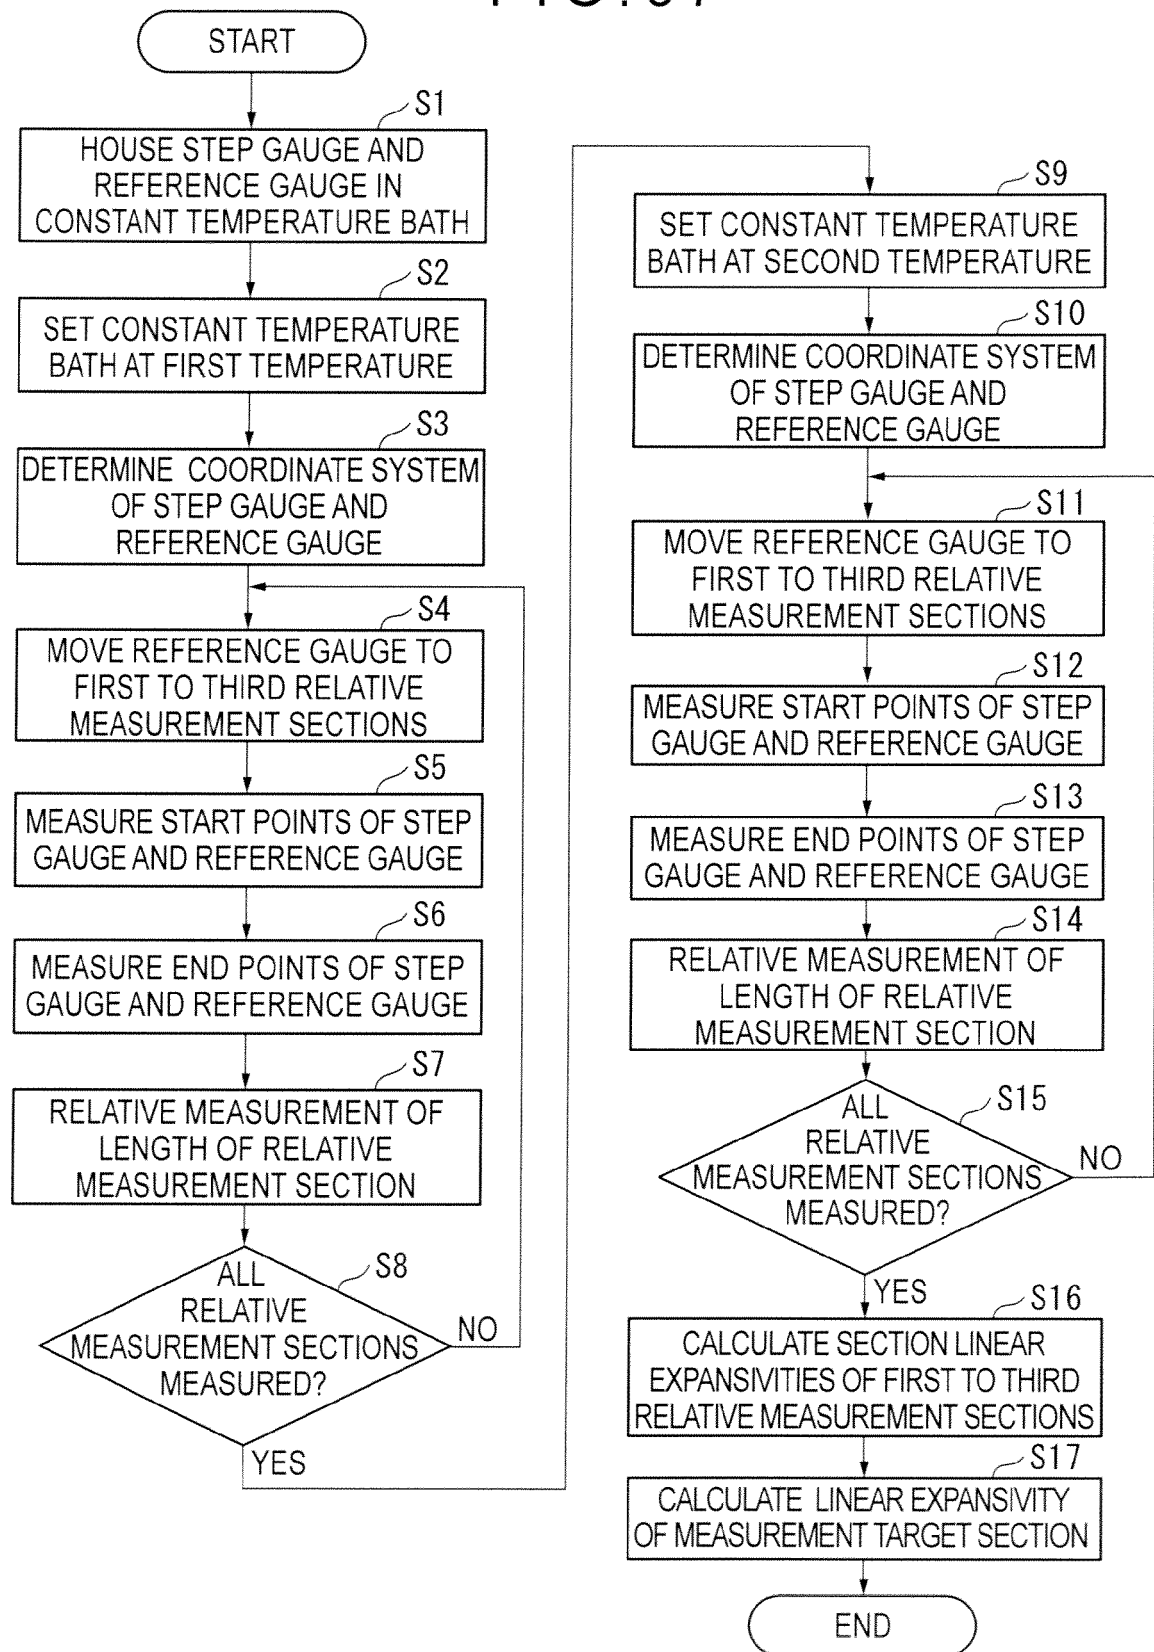 START
S1
HOUSE STEP GAUGE AND
REFERENCE GAUGE IN
CONSTANT TEMPERATURE BATH
S2
SET CONSTANT TEMPERATURE
BATH AT FIRST TEMPERATURE
S3
DETERMINE COORDINATE SYSTEM
OF STEP GAUGE AND
REFERENCE GAUGE
S4
MOVE REFERENCE GAUGE TO
FIRST TO THIRD RELATIVE
MEASUREMENT SECTIONS
S5
MEASURE START POINTS OF STEP
GAUGE AND REFERENCE GAUGE
S6
MEASURE END POINTS OF STEP
GAUGE AND REFERENCE GAUGE
S7
RELATIVE MEASUREMENT OF
LENGTH OF RELATIVE
MEASUREMENT SECTION
S8
ALL
RELATIVE
MEASUREMENT SECTIONS
MEASURED?
NO
YES
S9
SET CONSTANT TEMPERATURE
BATH AT SECOND TEMPERATURE
S10
DETERMINE COORDINATE SYSTEM
OF STEP GAUGE AND
REFERENCE GAUGE
S11
MOVE REFERENCE GAUGE TO
FIRST TO THIRD RELATIVE
MEASUREMENT SECTIONS
S12
MEASURE START POINTS OF STEP
GAUGE AND REFERENCE GAUGE
S13
MEASURE END POINTS OF STEP
GAUGE AND REFERENCE GAUGE
S14
RELATIVE MEASUREMENT OF
LENGTH OF RELATIVE
MEASUREMENT SECTION
S15
ALL
RELATIVE
MEASUREMENT SECTIONS
MEASURED?
NO
YES
S16
CALCULATE SECTION LINEAR
EXPANSIVITIES OF FIRST TO THIRD
RELATIVE MEASUREMENT SECTIONS
S17
CALCULATE LINEAR EXPANSIVITY
OF MEASUREMENT TARGET SECTION
END